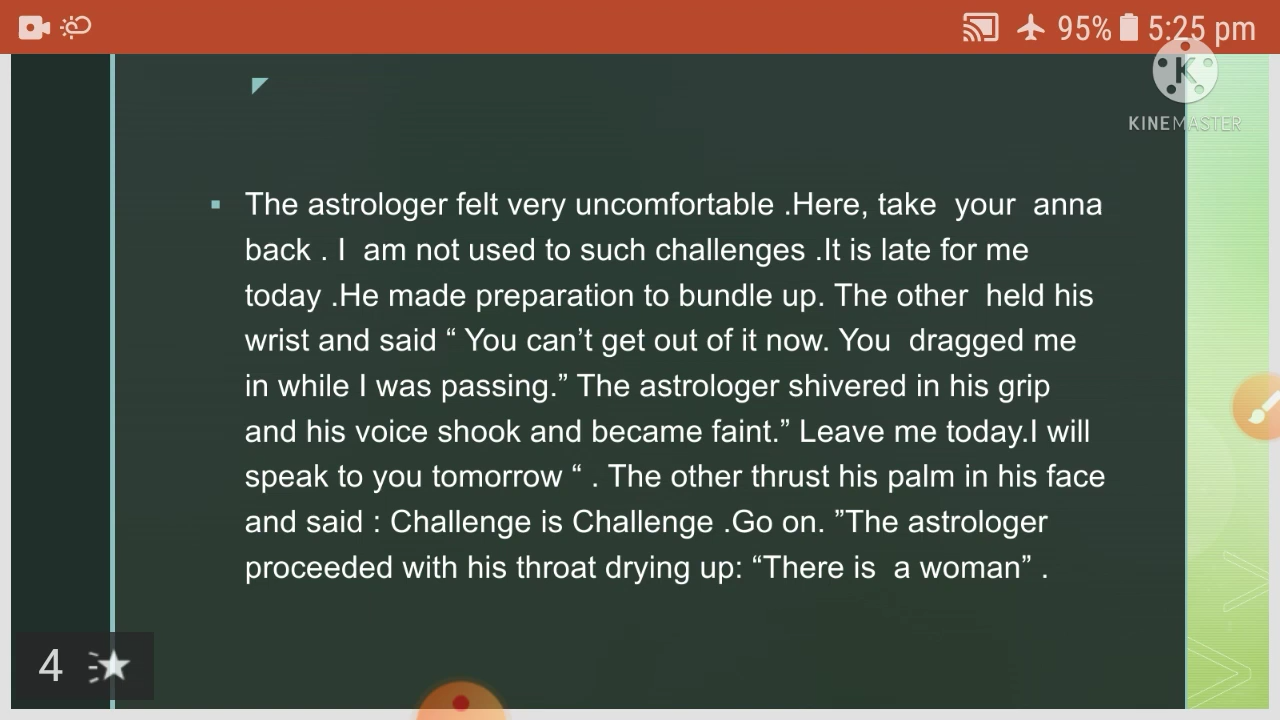 95% 5:25 pm
K
KINEMASTER
The astrologer felt very uncomfortable .Here, take your anna
back . I am not used to such challenges .It is late for me
today .He made preparation to bundle up. The other held his
wrist and said “ You can’t get out of it now. You dragged me
in while I was passing.” The astrologer shivered in his grip
and his voice shook and became faint.” Leave me today.I will
speak to you tomorrow “ . The other thrust his palm in his face
and said : Challenge is Challenge .Go on. ”The astrologer
proceeded with his throat drying up: “There is a woman” .
4